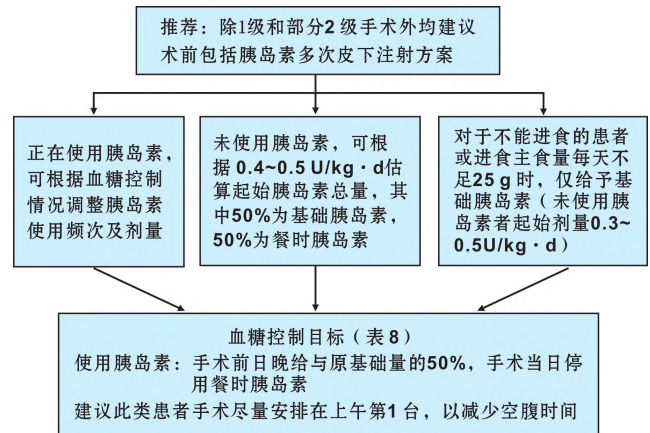 推荐：除1级和部分2 级手术外均建议
术前包括胰岛素多次皮下注射方案
正在使用胰岛素，
可根据血糖控制
情况调整胰岛素
使用频次及剂量
未使用胰岛素，可根
据 0.4~0.5 U/kg・d估
算起始胰岛素总量，其
中50%为基础胰岛素，
50%为餐时胰岛素
对于不能进食的患者
或进食主食量每天不
足25 g 时，仅给予基
础胰岛素（未使用胰
岛素者起始剂量0.3~
0.5U/kg・d）
血糖控制目标（表 8）
使用胰岛素：手术前日晚给与原基础量的50%，手术当日停
用餐时胰岛素
建议此类患者手术尽量安排在上午第1 台，以减少空腹时间